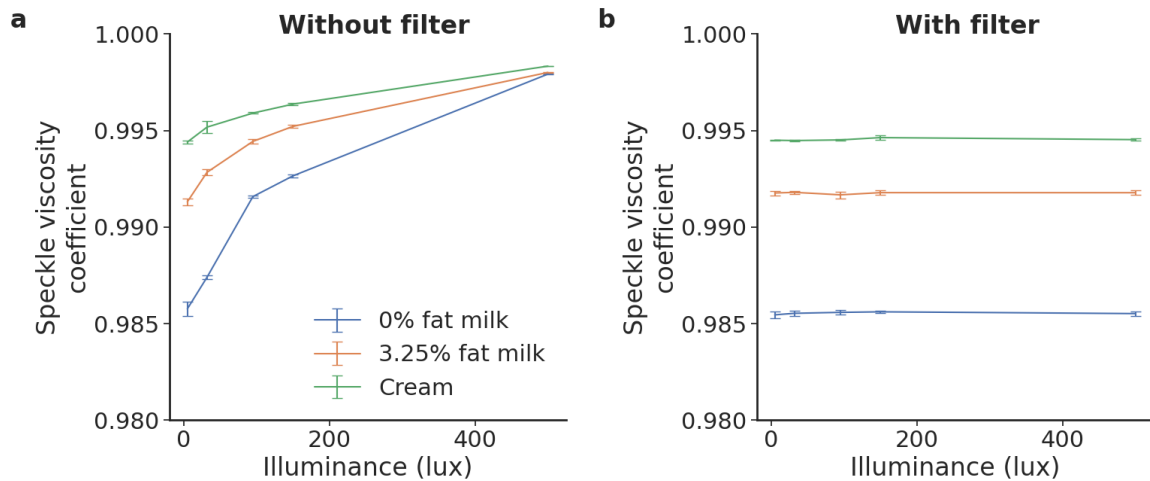 a
Without filter
1.000
0.995
0.990
0.985
0.980
Speckle viscosity
coefficient
0% fat milk
3.25% fat milk
Cream
0
200
400
Illuminance (lux)
b
With filter
1.000
0.995
0.990
0.985
0.980
Speckle viscosity
coefficient
0
200
400
Illuminance (lux)